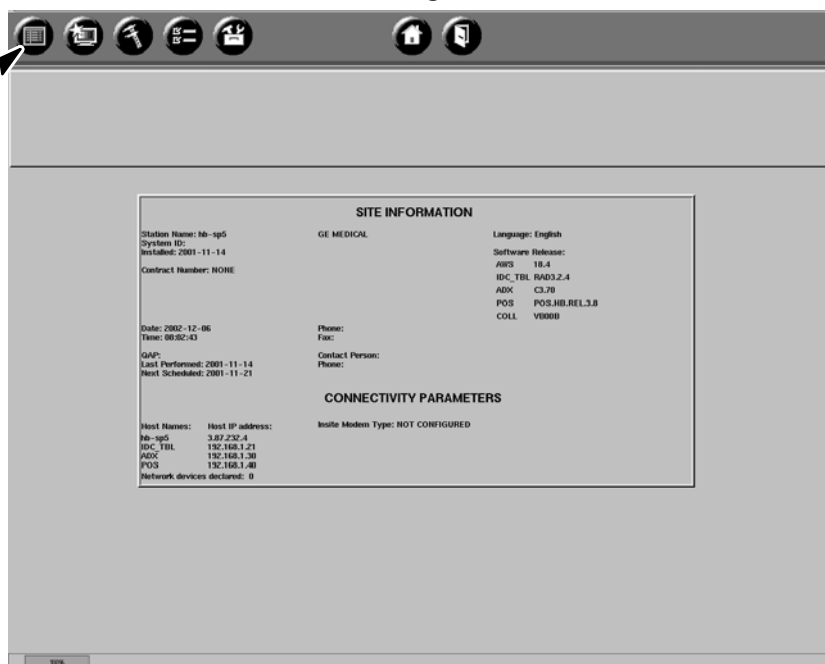 SITE INFORMATION
Station Name: hb-sp5
System ID:
Installed: 2001-11-14
Contract Number: NONE
GE MEDICAL
Language: English
Software Release:
AWS 18.4
IDC_TBL RAD3.2.4
ADX C3.70
POS POS.HB.REL.3.8
COLL VB00B
Date: 2002-12-06
Time: 00:02:43
QAP:
Last Performed: 2001-11-14
Next Scheduled: 2001-11-21
Phone:
Fax:
Contact Person:
Phone:
CONNECTIVITY PARAMETERS
Host Names: Host IP address:
hb-sp5 3.87.232.4
IDC_TBL 192.168.1.21
ADX 192.168.1.30
POS 192.168.1.40
Network devices declared: 0
Insite Modem Type: NOT CONFIGURED